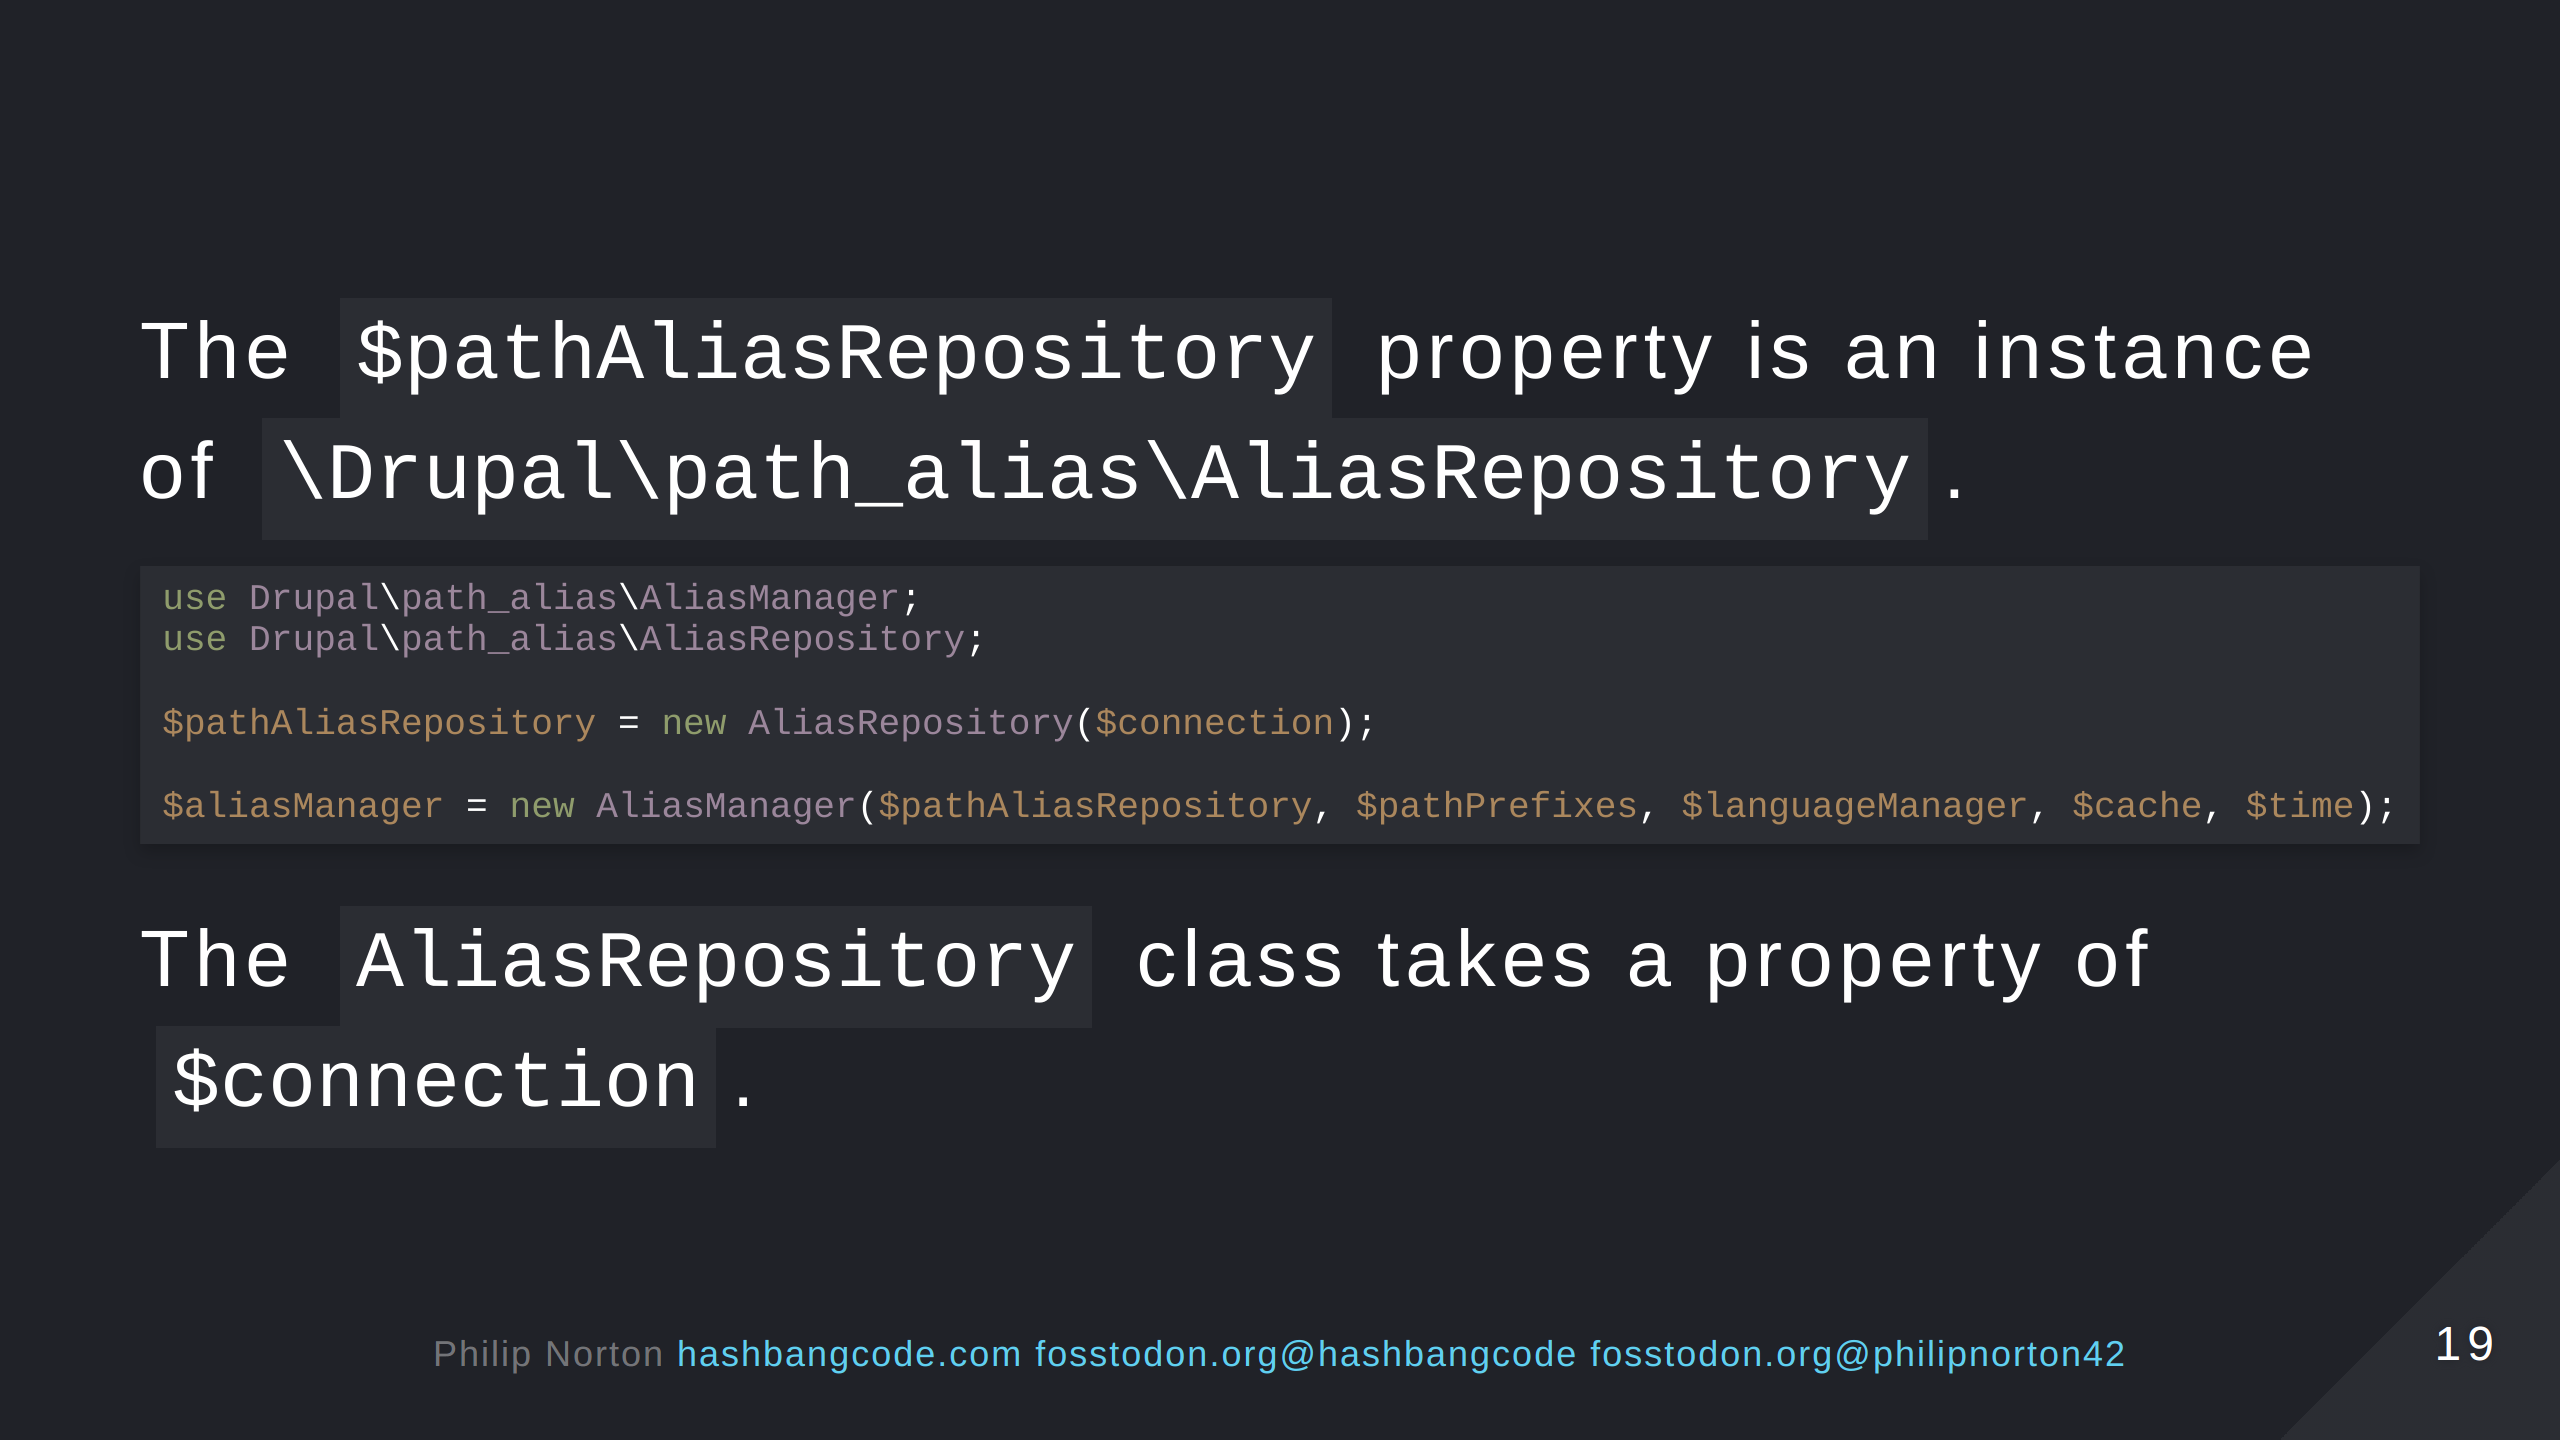 The $pathAliasRepository property is an instance
of \Drupal\path_alias\AliasRepository .
use Drupal\path_alias\AliasManager;
use Drupal\path_alias\AliasRepository;
$pathAliasRepository = new AliasRepository($connection);
$aliasManager = new AliasManager($pathAliasRepository, $pathPrefixes, $languageManager, $cache, $time);
The AliasRepository class takes a property of
$connection .
Philip Norton hashbangcode.com fosstodon.org@hashbangcode fosstodon.org@philipnorton42
19